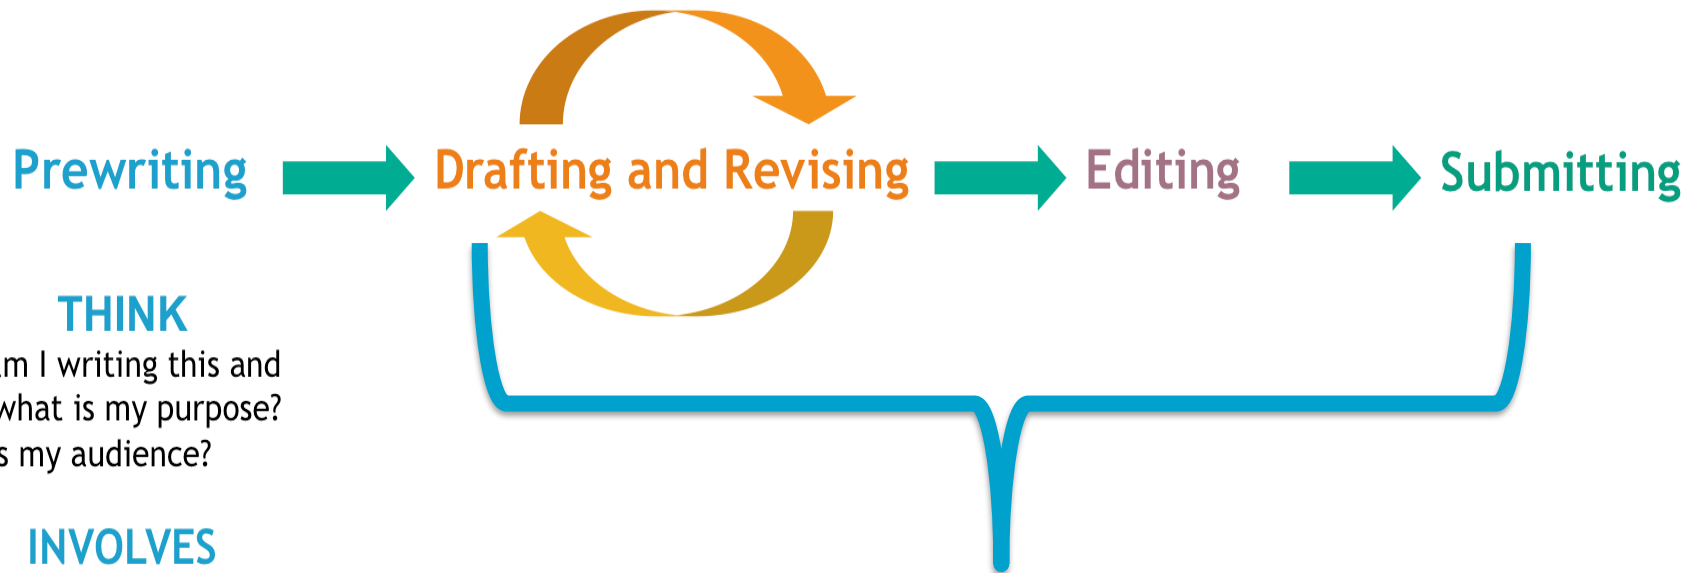 Prewriting
Drafting and Revising
Editing
Submitting
THINK
I writing this and
what is my purpose?
my audience?
INVOLVES